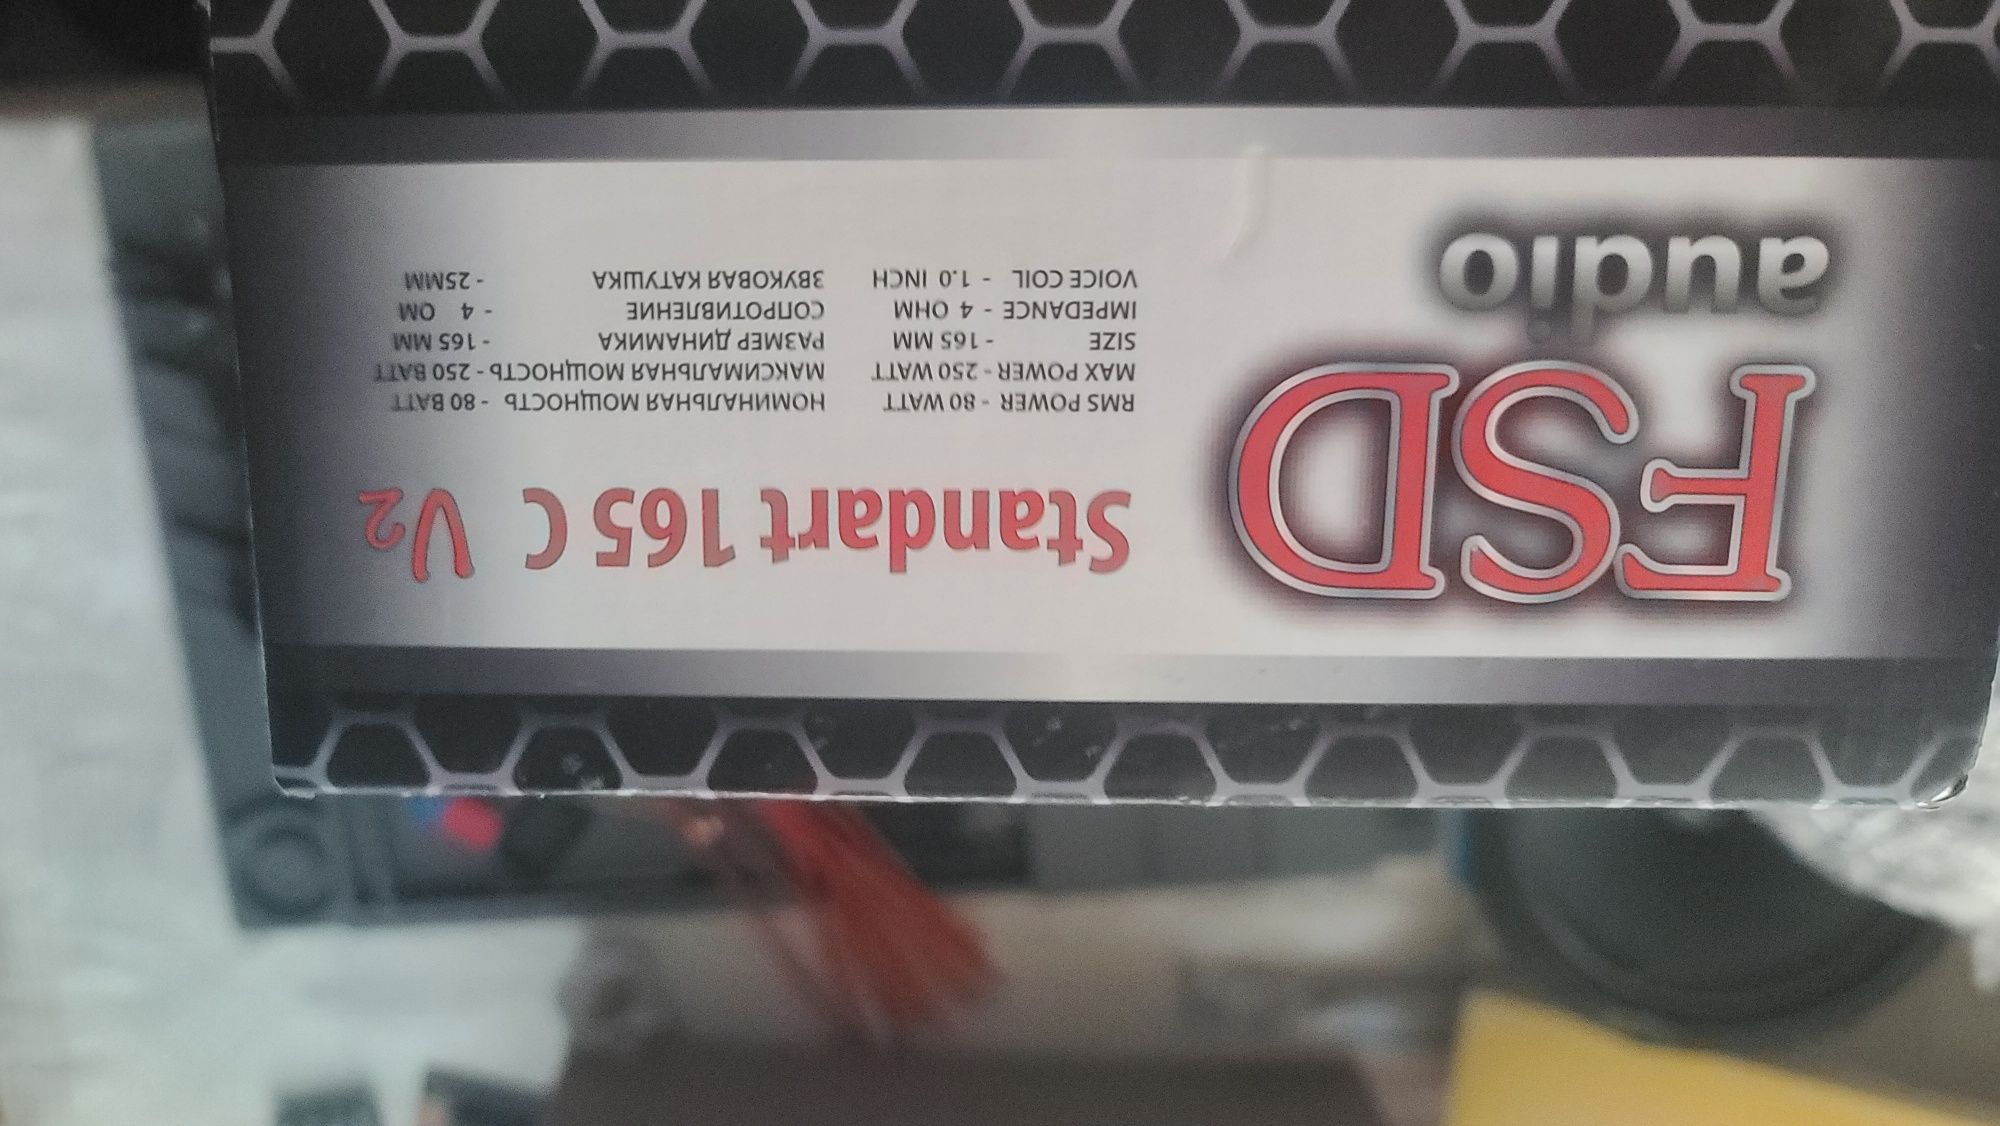 FSD
audio
Standart 165 C V2
RMS POWER - 80 WATT
MAX POWER - 250 WATT
SIZE - 165 MM
IMPEDANCE - 4 OHM
VOICE COIL - 1.0 INCH
НОМИНАЛЬНАЯ МОЩНОСТЬ - 80 ВАТТ
МАКСИМАЛЬНАЯ МОЩНОСТЬ - 250 ВАТТ
РАЗМЕР ДИНАМИКА - 165 ММ
СОПРОТИВЛЕНИЕ - 4 ОМ
ЗВУКОВАЯ КАТУШКА - 25ММ